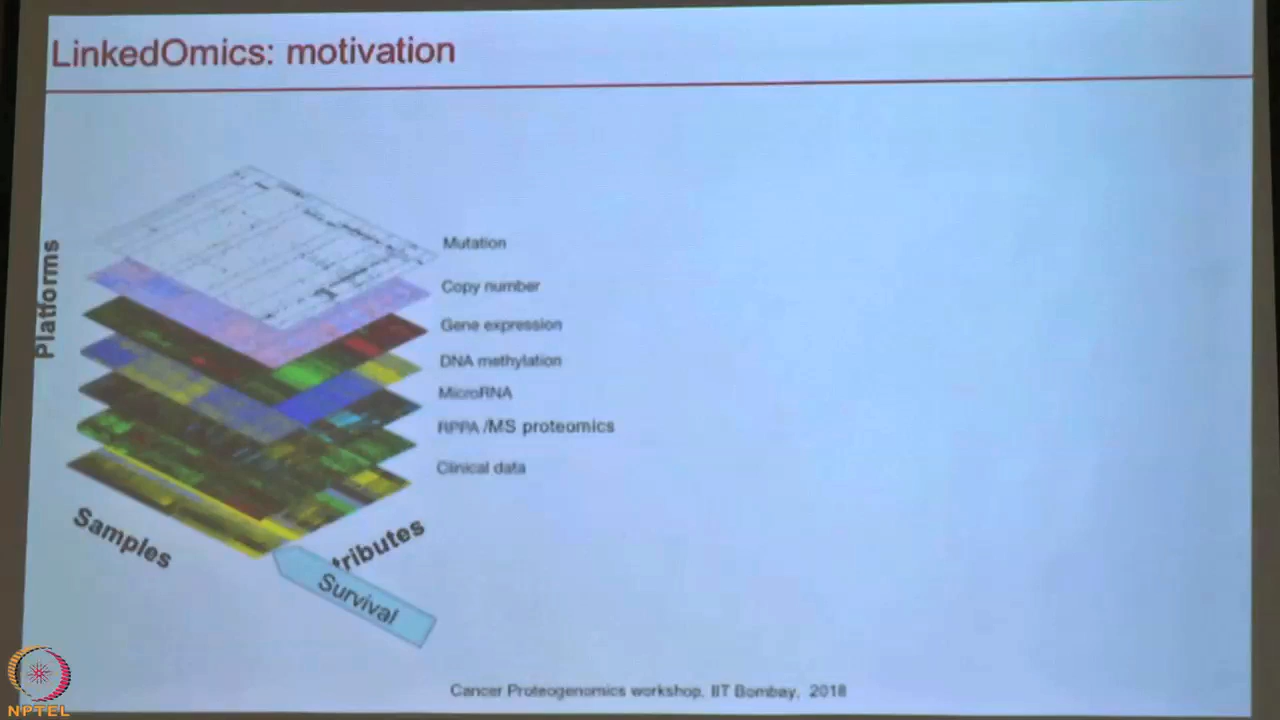 LinkedOmics: motivation
Platforms
Mutation
Copy number
Gene expression
DNA methylation
MicroRNA
RPPA /MS proteomics
Clinical data
Samples
tributes
Survival
Cancer Proteogenomics workshop, IIT Bombay, 2018
NPTEL